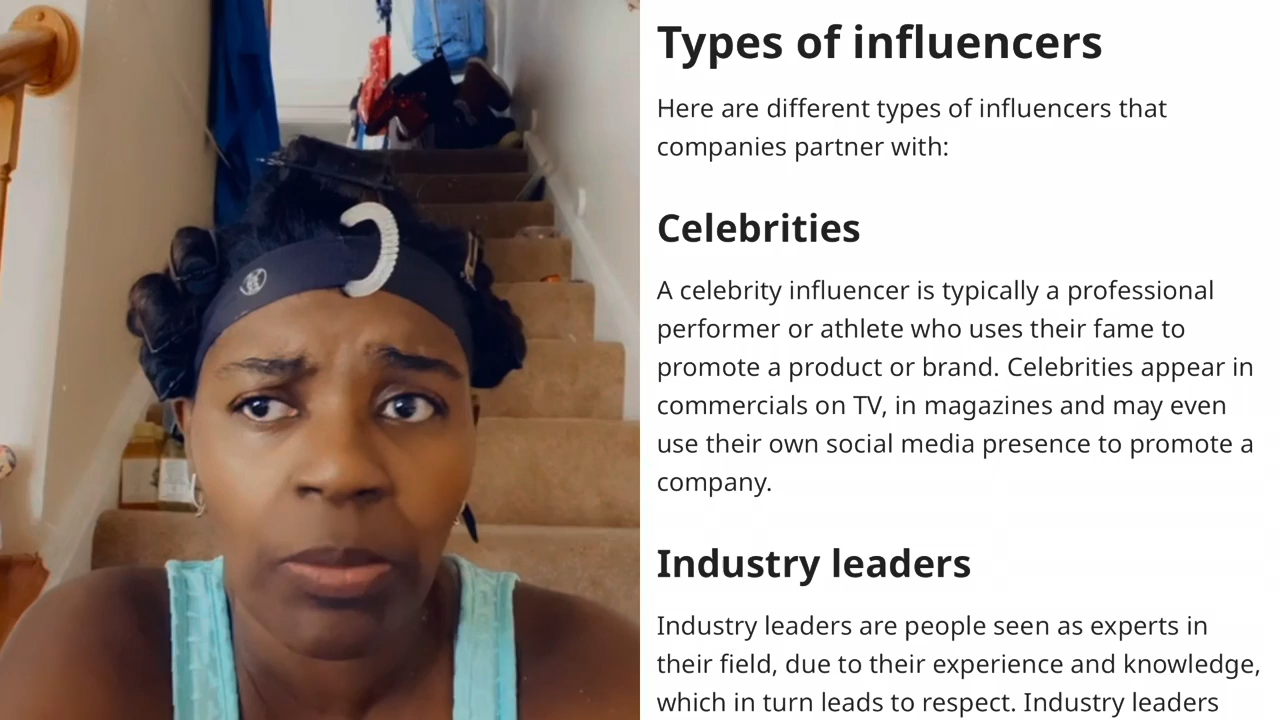 Types of influencers
Here are different types of influencers that
companies partner with:
Celebrities
A celebrity influencer is typically a professional
performer or athlete who uses their fame to
promote a product or brand. Celebrities appear in
commercials on TV, in magazines and may even
use their own social media presence to promote a
company.
Industry leaders
Industry leaders are people seen as experts in
their field, due to their experience and knowledge,
which in turn leads to respect. Industry leaders